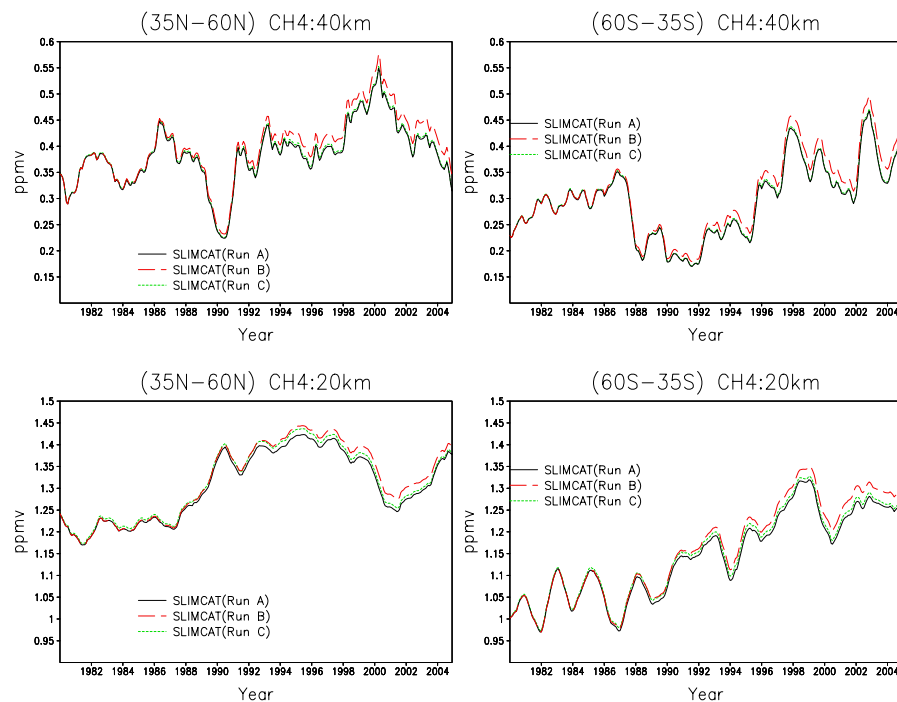 (35N-60N) CH4:40km
ppmv
0.6
0.55
0.5
0.45
0.4
0.35
0.3
0.25
0.2
0.15
SLIMCAT(Run A)
SLIMCAT(Run B)
SLIMCAT(Run C)
1982 1984 1986 1988 1990 1992 1994 1996 1998 2000 2002 2004
Year
(60S-35S) CH4:40km
ppmv
0.6
0.55
0.5
0.45
0.4
0.35
0.3
0.25
0.2
0.15
SLIMCAT(Run A)
SLIMCAT(Run B)
SLIMCAT(Run C)
1982 1984 1986 1988 1990 1992 1994 1996 1998 2000 2002 2004
Year
(35N-60N) CH4:20km
ppmv
1.5
1.45
1.4
1.35
1.3
1.25
1.2
1.15
1.1
1.05
1
0.95
SLIMCAT(Run A)
SLIMCAT(Run B)
SLIMCAT(Run C)
1982 1984 1986 1988 1990 1992 1994 1996 1998 2000 2002 2004
Year
(60S-35S) CH4:20km
ppmv
1.5
1.45
1.4
1.35
1.3
1.25
1.2
1.15
1.1
1.05
1
0.95
SLIMCAT(Run A)
SLIMCAT(Run B)
SLIMCAT(Run C)
1982 1984 1986 1988 1990 1992 1994 1996 1998 2000 2002 2004
Year